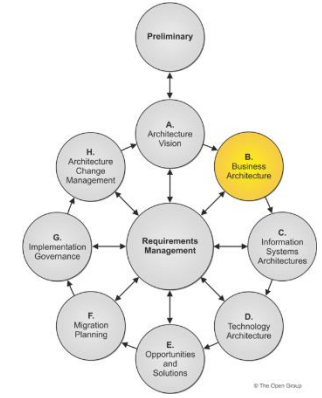 Preliminary
A.
Architecture
Vision
B.
Business
Architecture
C.
Information
Systems
Architectures
D.
Technology
Architecture
E.
Opportunities
and
Solutions
F.
Migration
Planning
G.
Implementation
Governance
H.
Architecture
Change
Management
Requirements
Management
© The Open Group